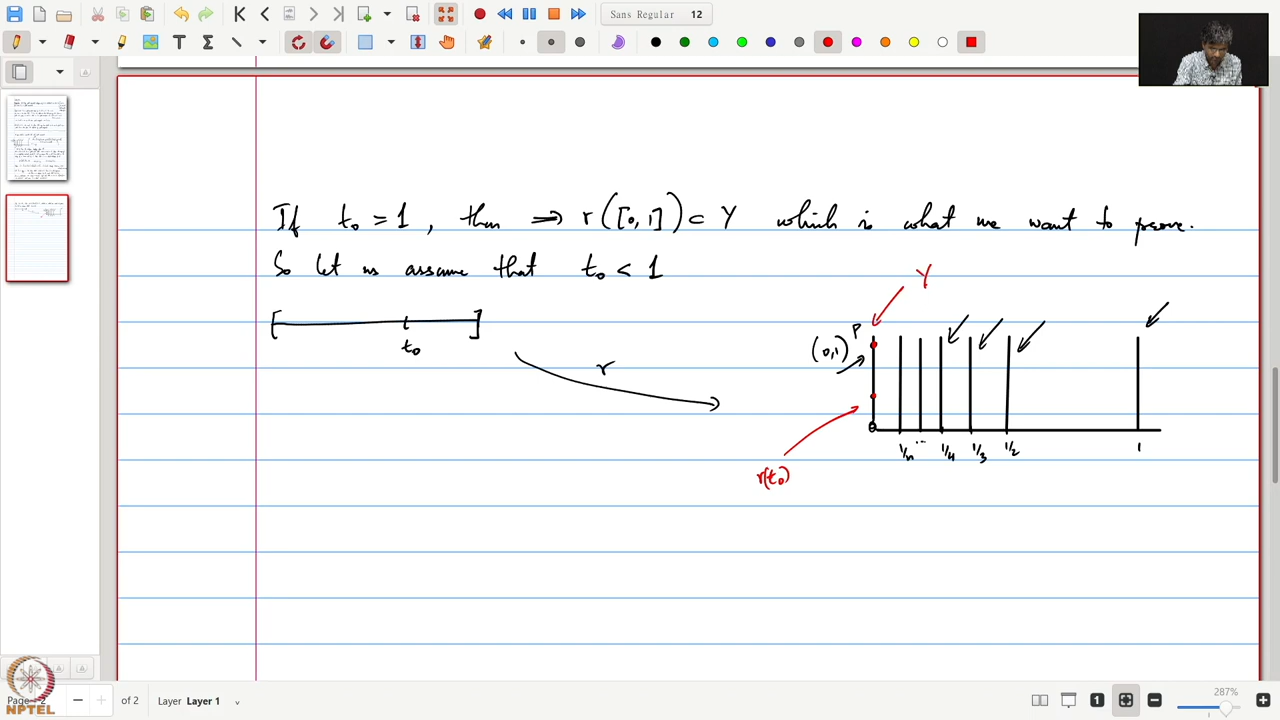 Sans Regular 12
If t₀ = 1, then ⇒ r([0,1]) ⊂ Y which is what we want to prove.
So let us assume that t₀ < 1
Y
[ ]
t₀
r
(0,1) P
0 1/n ... 1/4 1/3 1/2 1
r(t₀)
NPTEL
Page 2 of 2 Layer Layer 1
287%